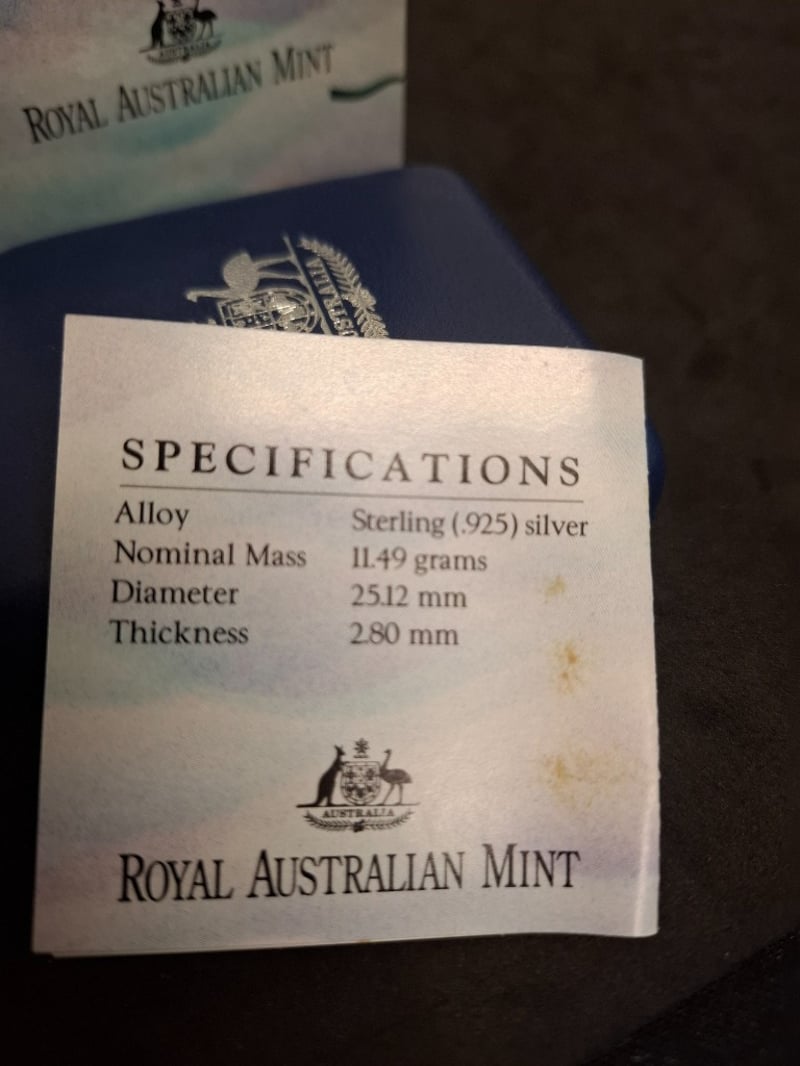 ROYAL AUSTRALIAN MINT
SPECIFICATIONS
Alloy Sterling (.925) silver
Nominal Mass 11.49 grams
Diameter 25.12 mm
Thickness 2.80 mm
AUSTRALIA
ROYAL AUSTRALIAN MINT